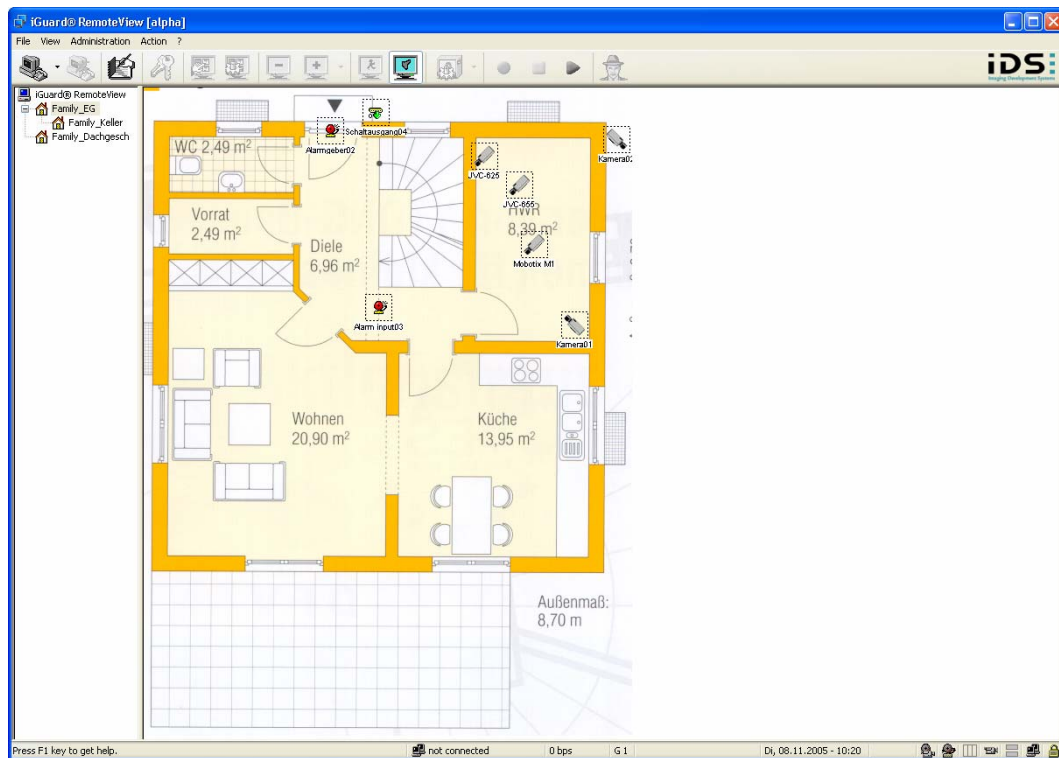 iGuard® RemoteView [alpha]
File View Administration Action ?
iDS
Imaging Development Systems
iGuard® RemoteView
Family_EG
Family_Keller
Family_Dachgesch
Schaltausgang04
Alarmgeber02
WC 2,49 m²
Kamera02
JVC-625
JVC-655
HWR
8,39 m²
Vorrat
2,49 m²
Diele
6,96 m²
Mobotix M1
Alarm input03
Kamera01
Wohnen
20,90 m²
Küche
13,95 m²
Außenmaß:
8,70 m
Press F1 key to get help. not connected 0 bps G 1 Di, 08.11.2005 - 10:20